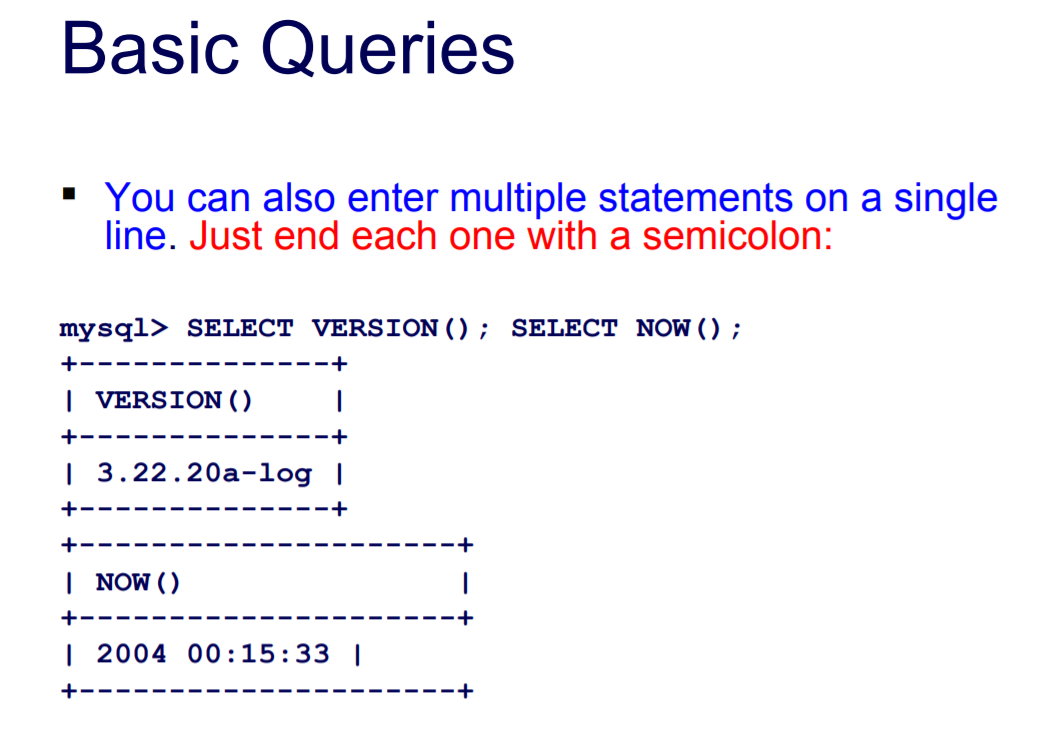 Basic Queries
▪ You can also enter multiple statements on a single
line. Just end each one with a semicolon:
mysql> SELECT VERSION(); SELECT NOW();
+--------------+
| VERSION()    |
+--------------+
| 3.22.20a-log |
+--------------+
+---------------------+
| NOW()               |
+---------------------+
| 2004 00:15:33 |
+---------------------+